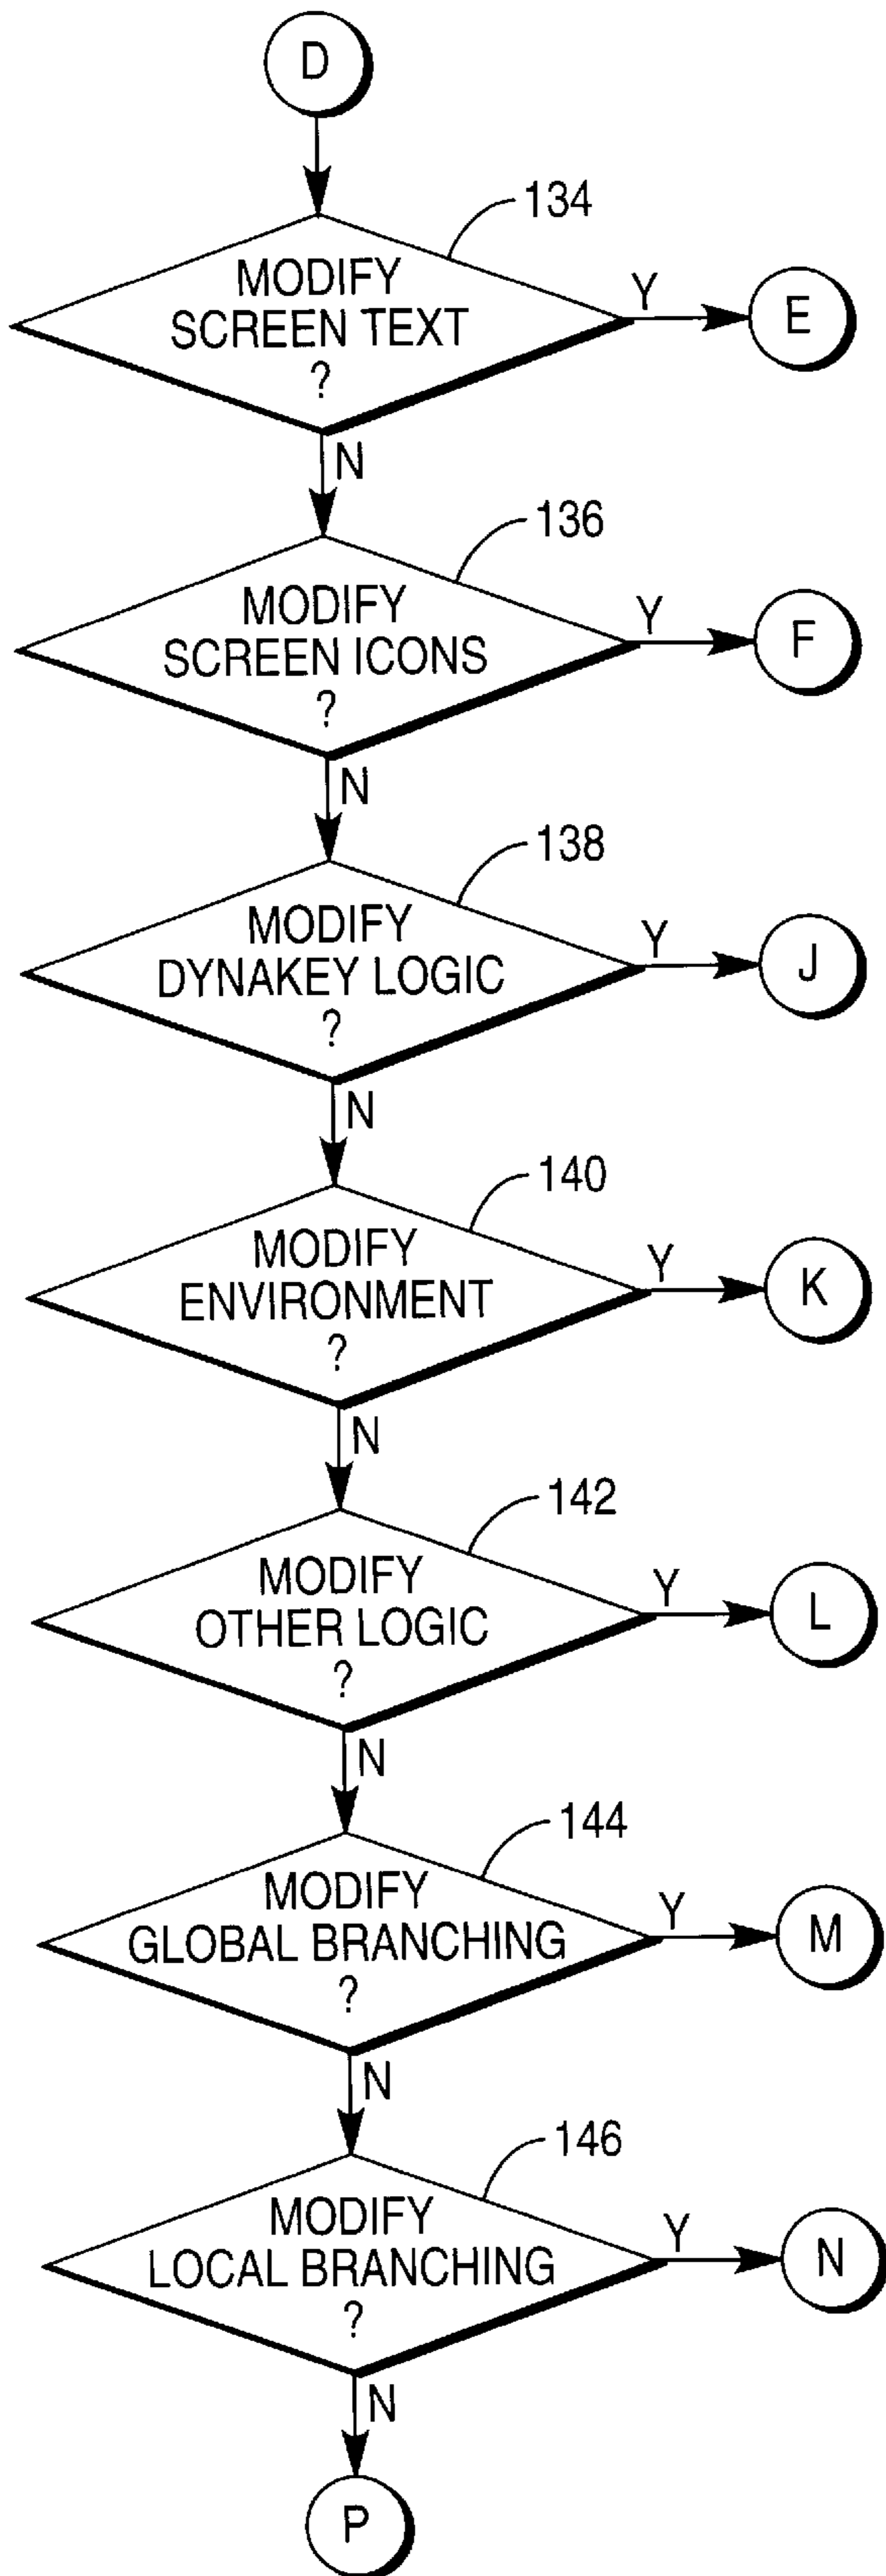 D
134
MODIFY
SCREEN TEXT
?
Y
E
N
136
MODIFY
SCREEN ICONS
?
Y
F
N
138
MODIFY
DYNAKEY LOGIC
?
Y
J
N
140
MODIFY
ENVIRONMENT
?
Y
K
N
142
MODIFY
OTHER LOGIC
?
Y
L
N
144
MODIFY
GLOBAL BRANCHING
?
Y
M
N
146
MODIFY
LOCAL BRANCHING
?
Y
N
N
P